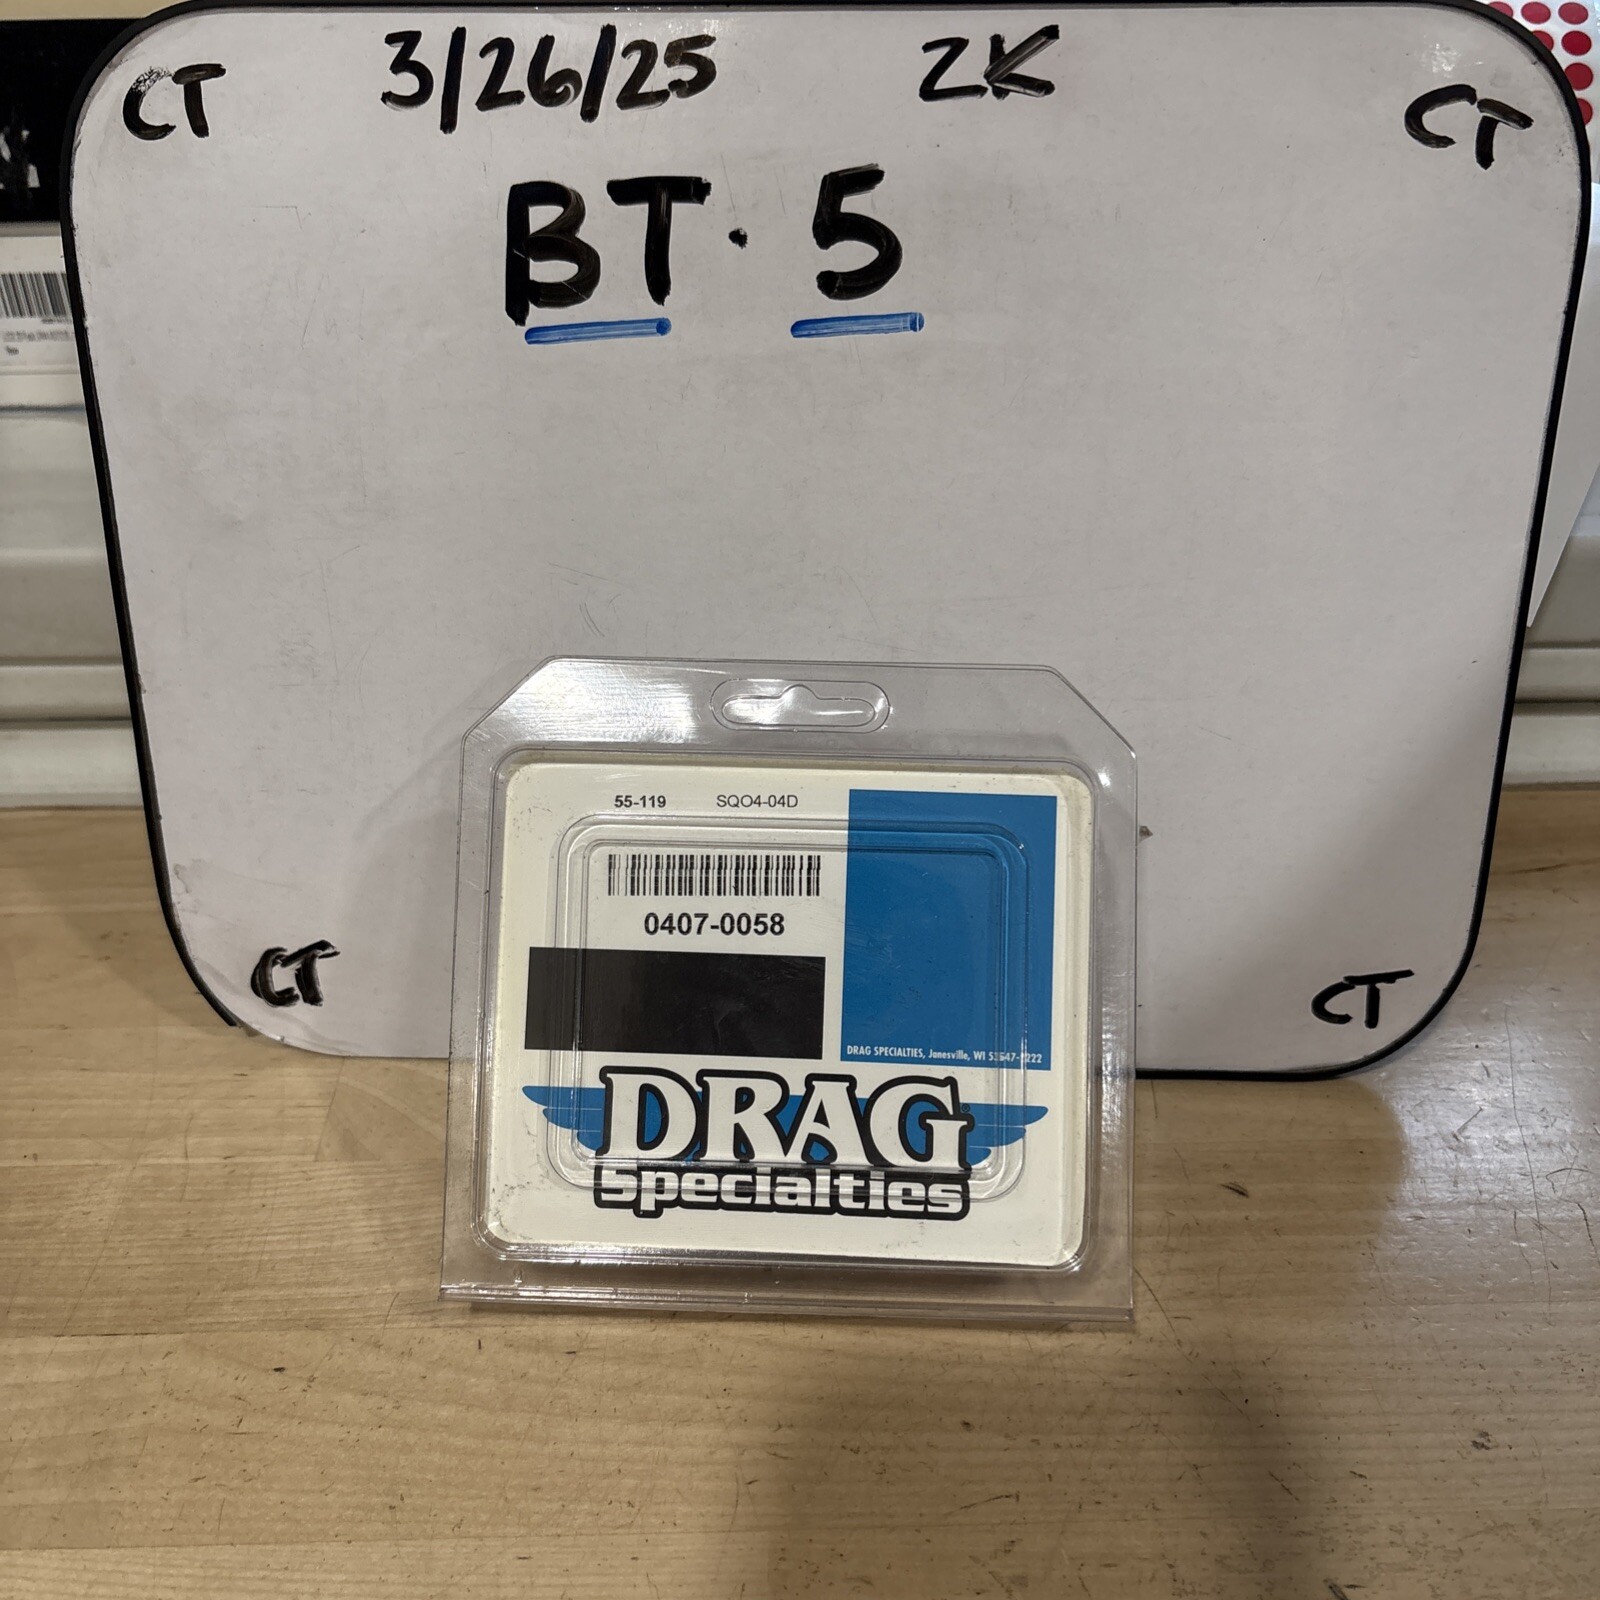 CT 3/26/25 ZK CT
BT · 5
55-119 SQ04-04D
0407-0058
DRAG SPECIALTIES, Janesville, WI
DRAG
Specialties
CT CT